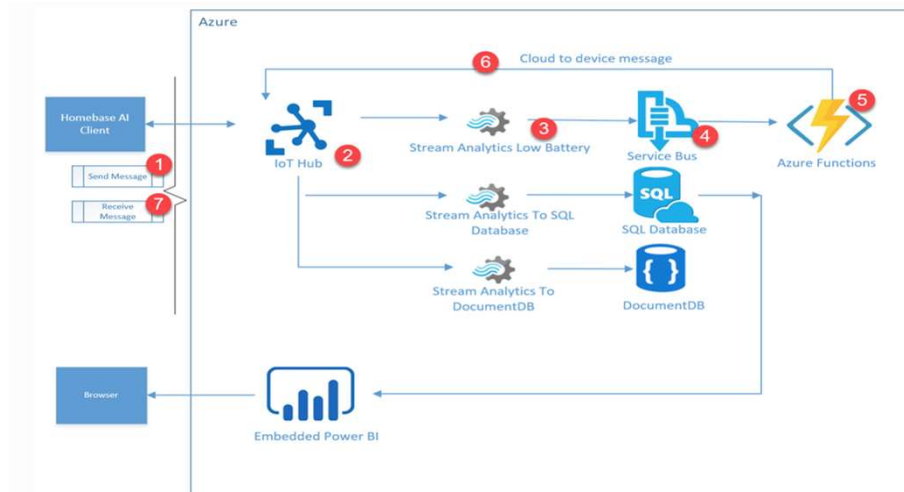 Azure
6
Cloud to device message
Homebase AI
Client
1
Send Message
7
Receive
Message
IoT Hub
2
3
Stream Analytics Low Battery
4
Service Bus
5
Azure Functions
Stream Analytics To SQL
Database
SQL
SQL Database
Stream Analytics To
DocumentDB
{ }
DocumentDB
Browser
Embedded Power BI